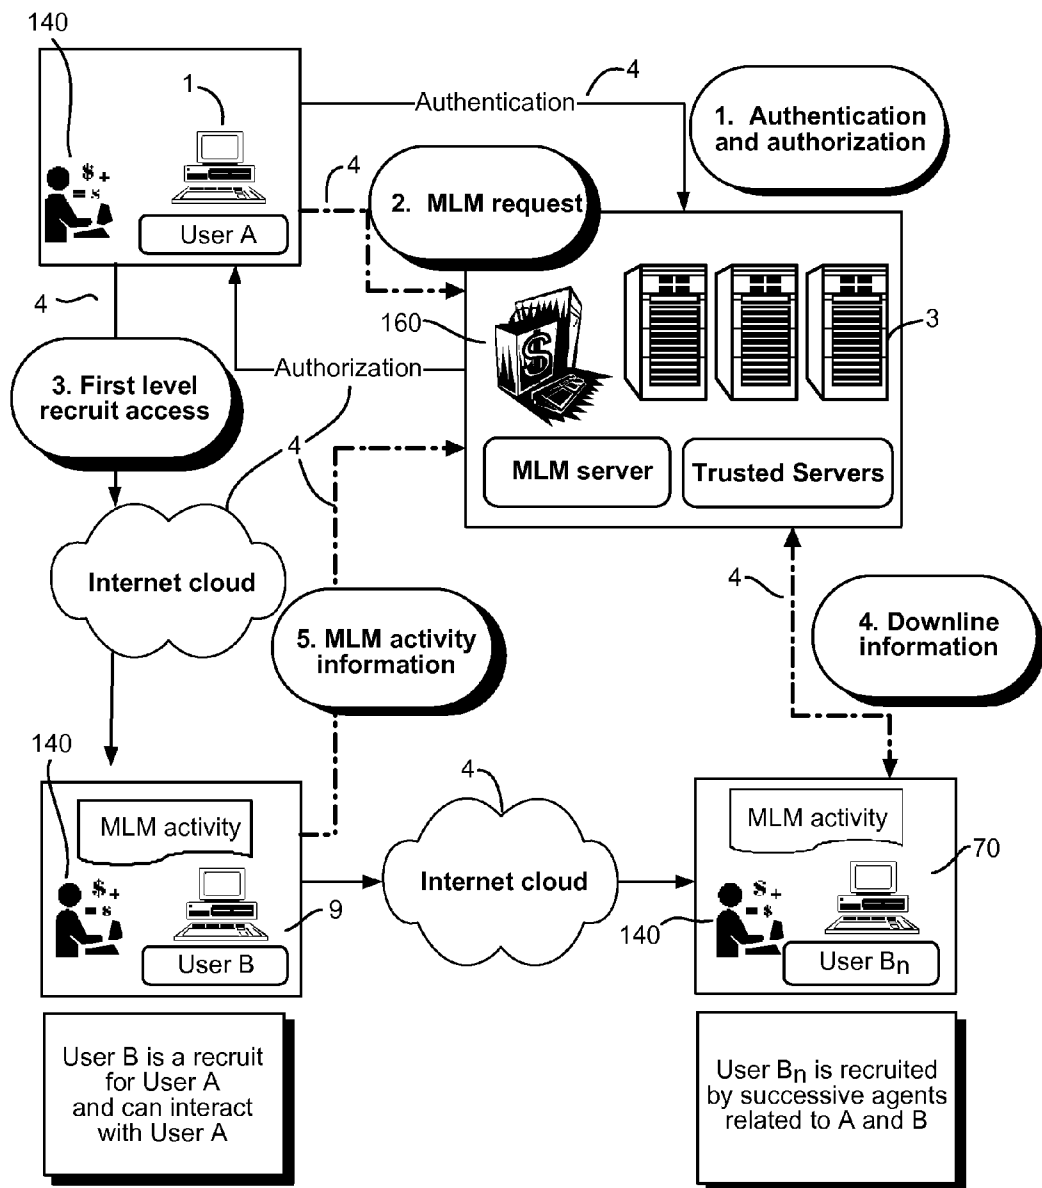 140
1
Authentication
4
1. Authentication
and authorization
4
2. MLM request
$ +
= $
User A
4
160
$
3
Authorization
3. First level
recruit access
4
MLM server
Trusted Servers
Internet cloud
4
5. MLM activity
information
4. Downline
information
140
4
MLM activity
MLM activity
70
$ +
= $
9
Internet cloud
$ +
= $
140
User B
User Bn
User B is a recruit
for User A
and can interact
with User A
User Bn is recruited
by successive agents
related to A and B